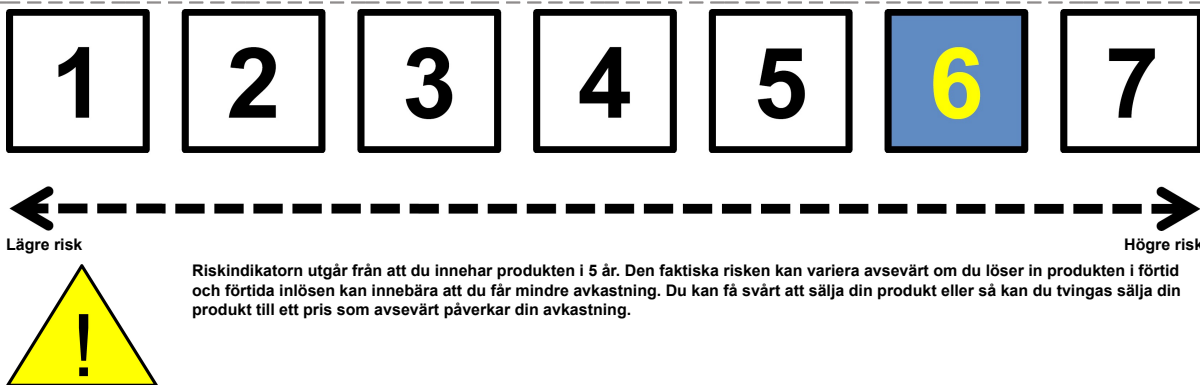 1 2 3 4 5 6 7
Lägre risk Högre risk
Riskindikatorn utgår från att du innehar produkten i 5 år. Den faktiska risken kan variera avsevärt om du löser in produkten i förtid
och förtida inlösen kan innebära att du får mindre avkastning. Du kan få svårt att sälja din produkt eller så kan du tvingas sälja din
produkt till ett pris som avsevärt påverkar din avkastning.
!